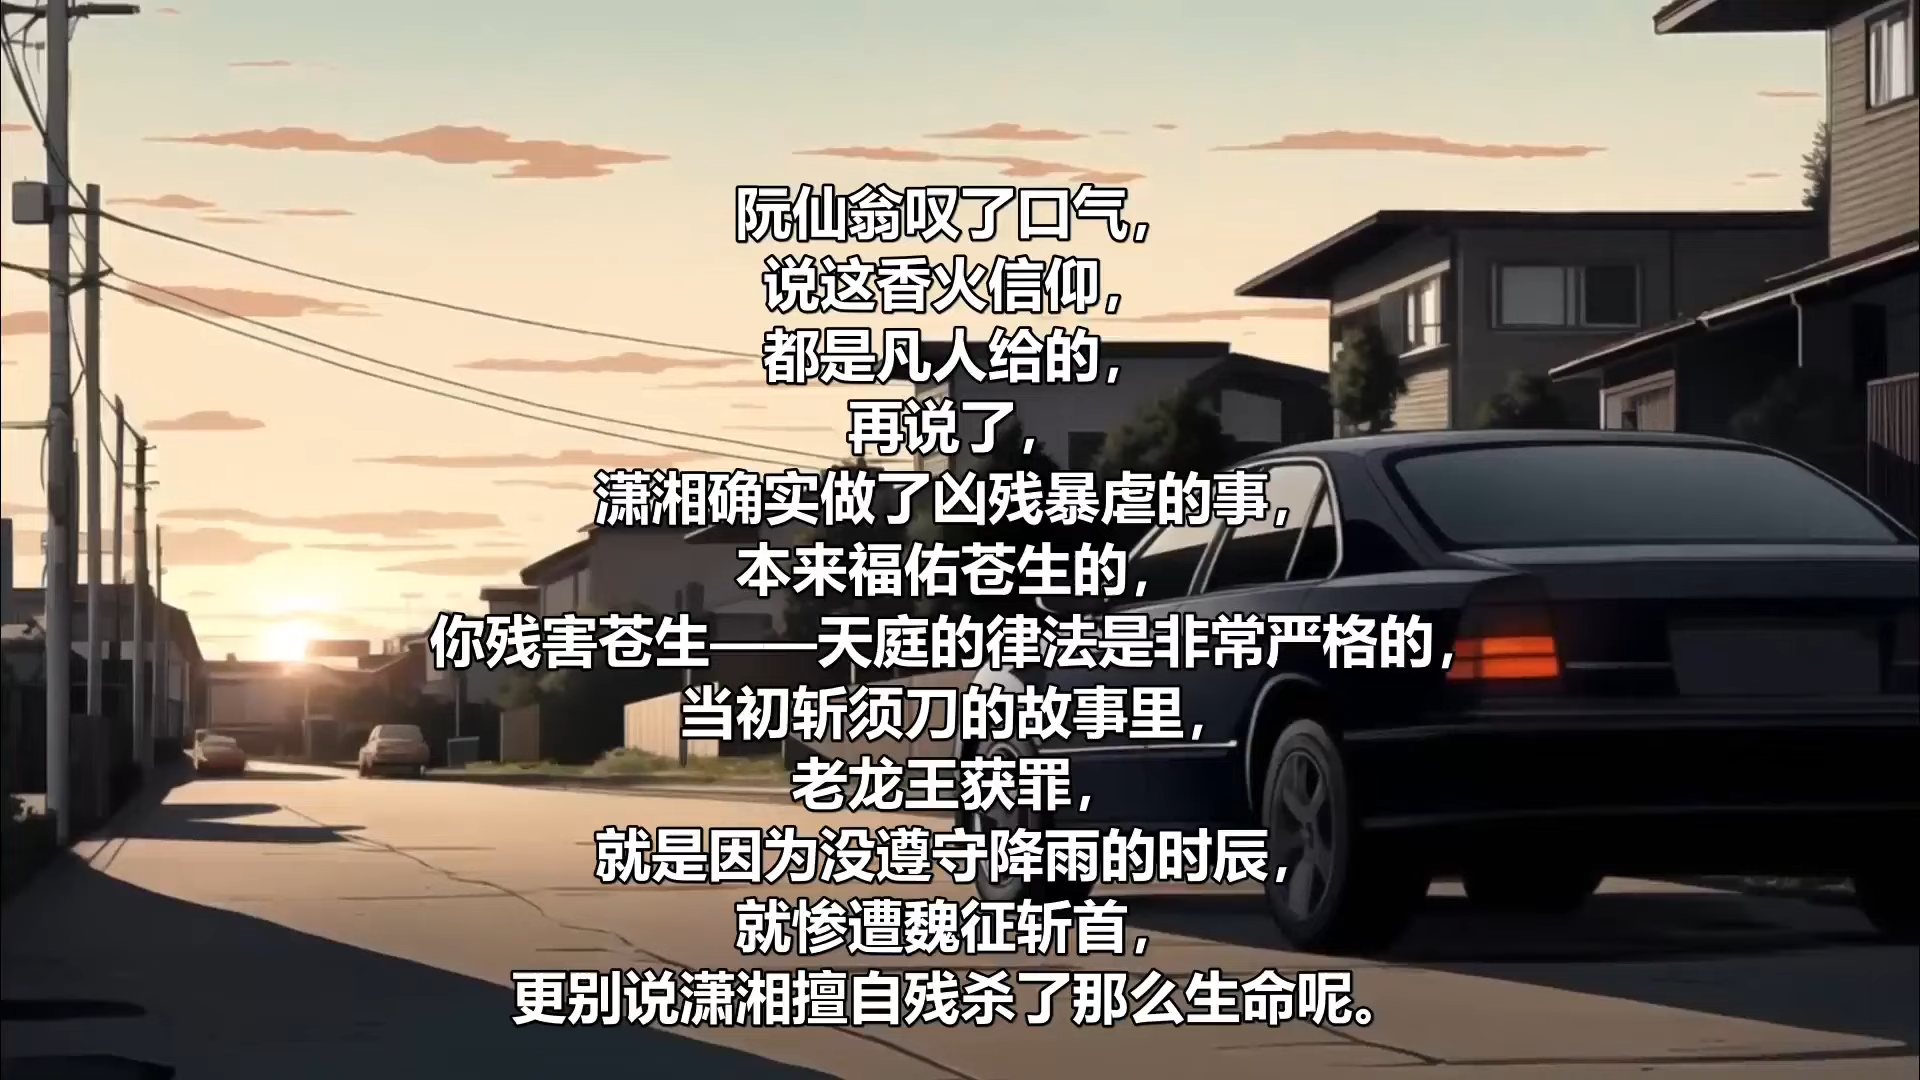 阮仙翁叹了口气，
说这香火信仰，
都是凡人给的，
再说了，
潇湘确实做了凶残暴虐的事，
本来福佑苍生的，
你残害苍生——天庭的律法是非常严格的，
当初斩须刀的故事里，
老龙王获罪，
就是因为没遵守降雨的时辰，
就惨遭魏征斩首，
更别说潇湘擅自残杀了那么生命呢。